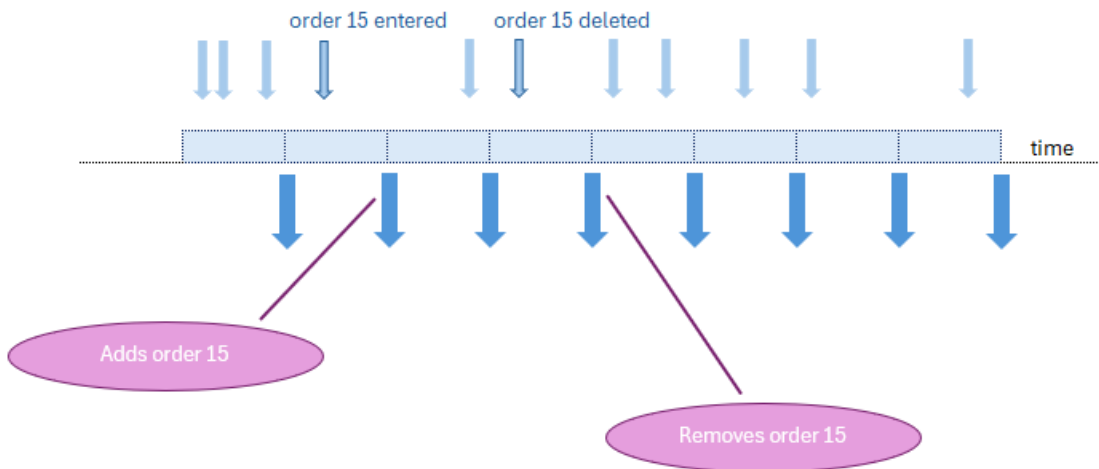 order 15 entered
order 15 deleted
time
Adds order 15
Removes order 15